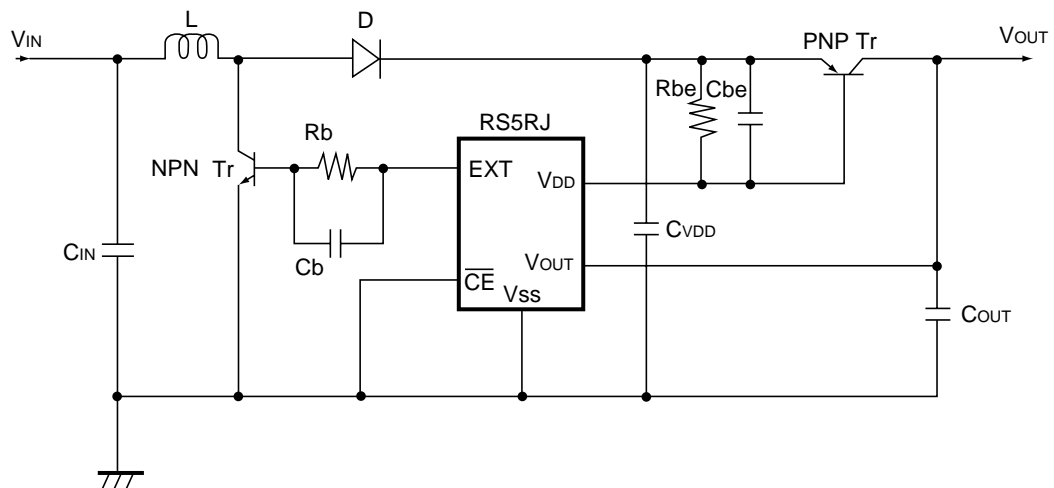 L
D
VIN
PNP Tr
VOUT
Rbe
Cbe
RS5RJ
Rb
NPN Tr
EXT
VDD
CVDD
CIN
Cb
VOUT
CE
VSS
COUT